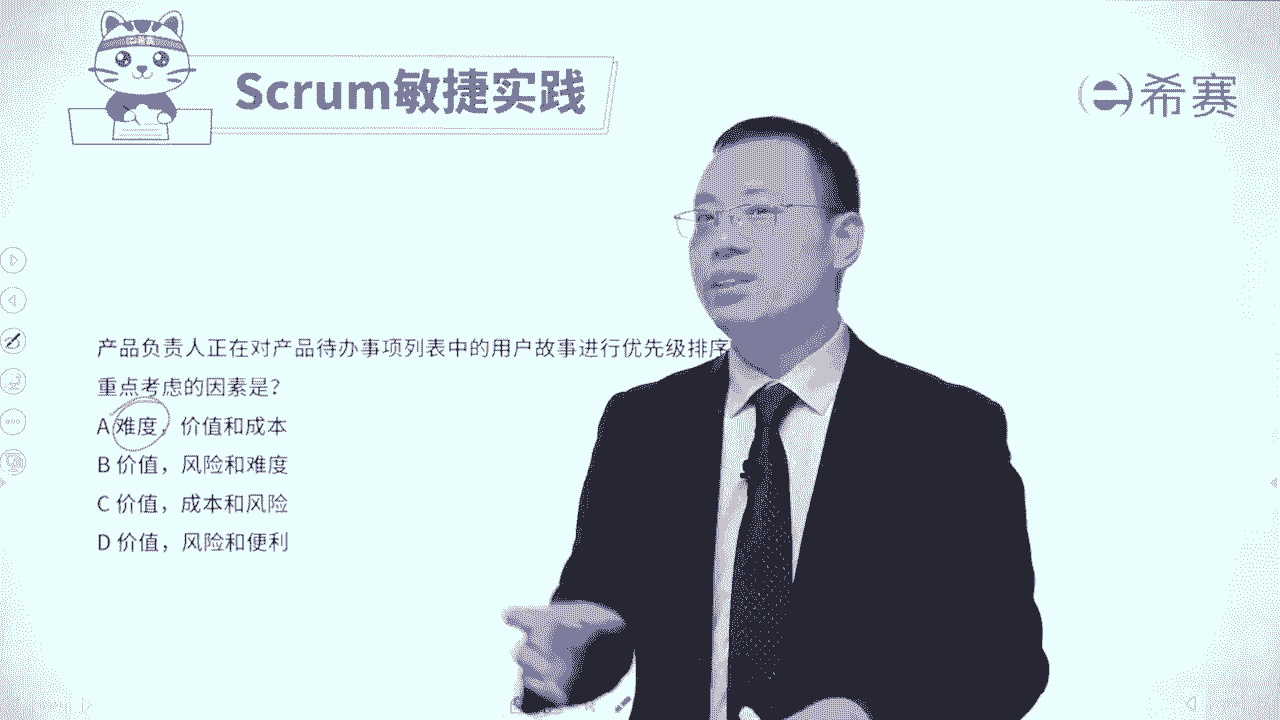 Scrum敏捷实践
希赛
产品负责人正在对产品待办事项列表中的用户故事进行优先级排序
重点考虑的因素是?
A 难度，价值和成本
B 价值，风险和难度
C 价值，成本和风险
D 价值，风险和便利